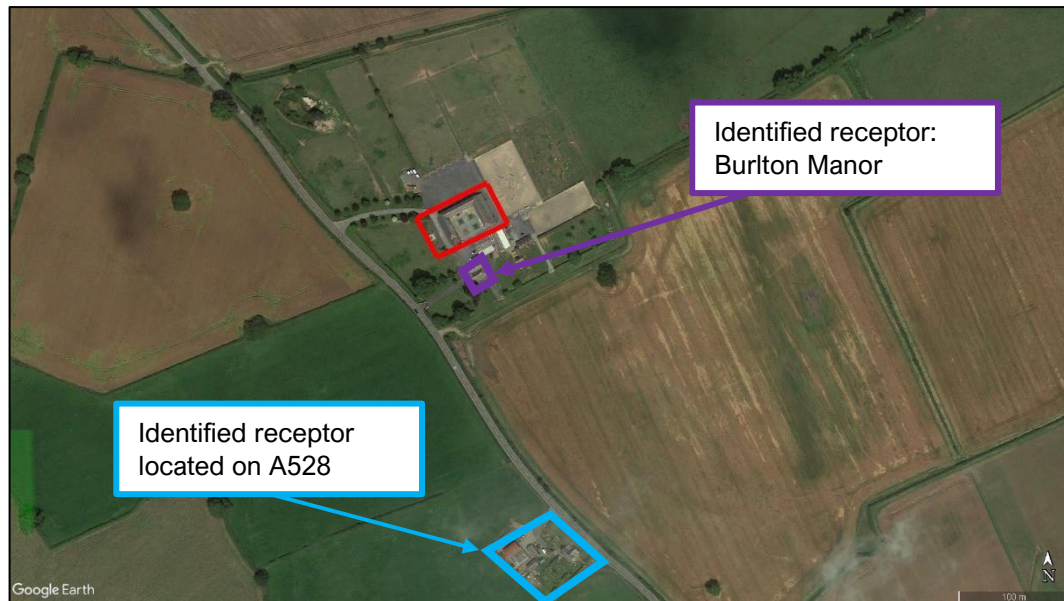 Identified receptor:
Burlton Manor
Identified receptor
located on A528
Google Earth
N
100 m